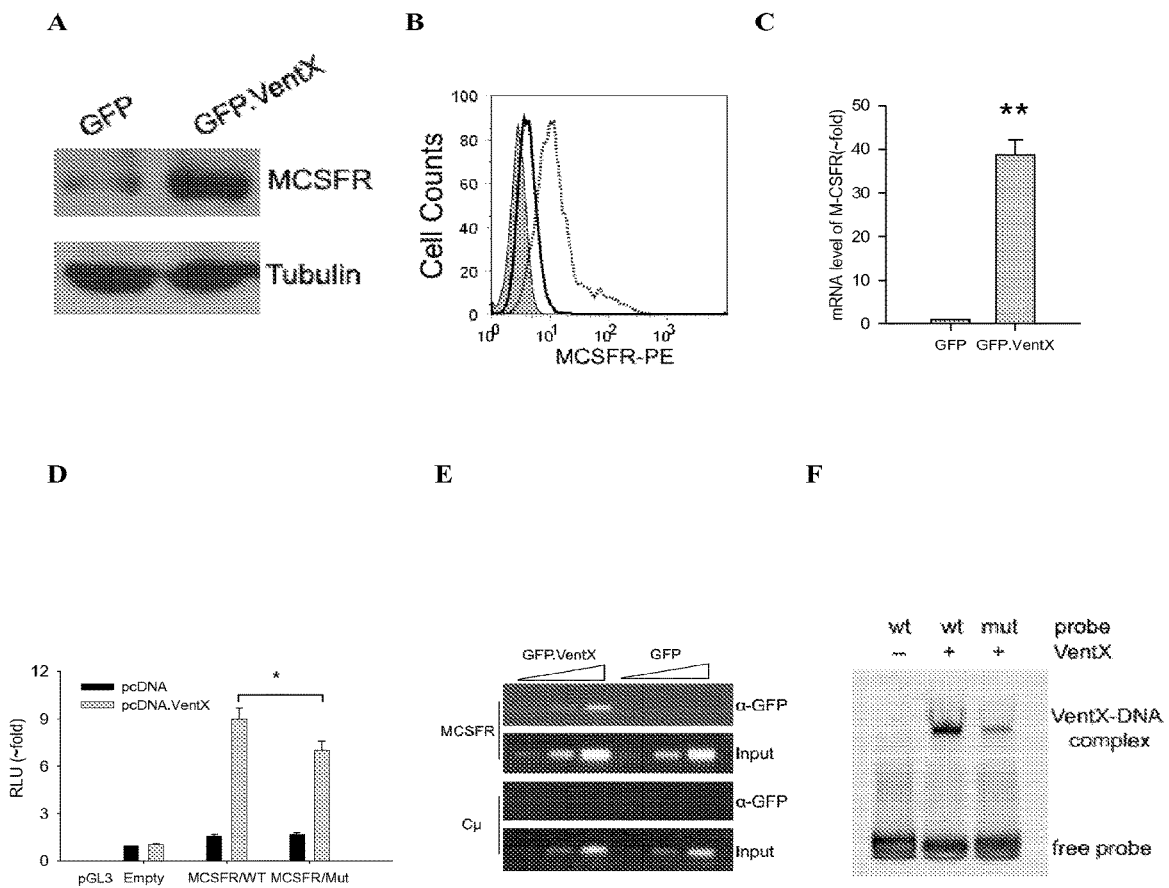 A
B
C
GFP
GFP.VentX
MCSFR
Tubulin
Cell Counts
100
80
60
40
20
0
10⁰ 10¹ 10² 10³
MCSFR-PE
mRNA level of M-CSFR(~fold)
50
40
30
20
10
0
**
GFP GFP.VentX
D
E
F
RLU (~fold)
12
9
6
3
0
pcDNA
pcDNA.VentX
*
pGL3 Empty MCSFR/WT MCSFR/Mut
GFP.VentX GFP
MCSFR
α-GFP
Input
Cμ
α-GFP
Input
wt wt mut probe
− + + VentX
VentX-DNA
complex
free probe